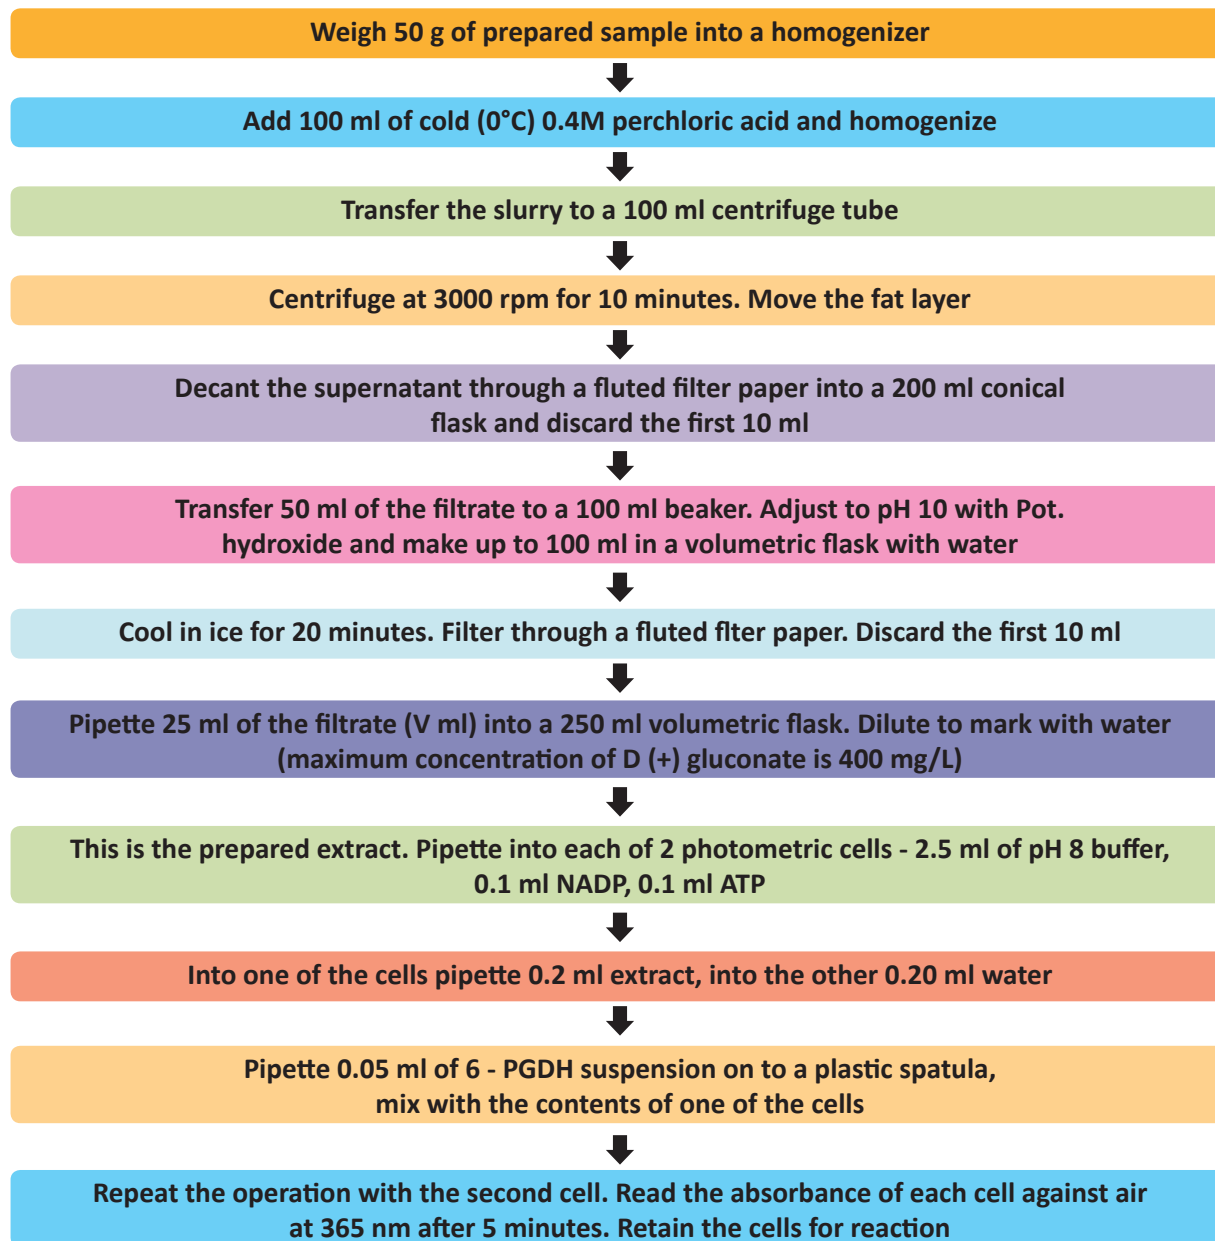 Weigh 50 g of prepared sample into a homogenizer
Add 100 ml of cold (0°C) 0.4M perchloric acid and homogenize
Transfer the slurry to a 100 ml centrifuge tube
Centrifuge at 3000 rpm for 10 minutes. Move the fat layer
Decant the supernatant through a fluted filter paper into a 200 ml conical
flask and discard the first 10 ml
Transfer 50 ml of the filtrate to a 100 ml beaker. Adjust to pH 10 with Pot.
hydroxide and make up to 100 ml in a volumetric flask with water
Cool in ice for 20 minutes. Filter through a fluted flter paper. Discard the first 10 ml
Pipette 25 ml of the filtrate (V ml) into a 250 ml volumetric flask. Dilute to mark with water
(maximum concentration of D (+) gluconate is 400 mg/L)
This is the prepared extract. Pipette into each of 2 photometric cells - 2.5 ml of pH 8 buffer,
0.1 ml NADP, 0.1 ml ATP
Into one of the cells pipette 0.2 ml extract, into the other 0.20 ml water
Pipette 0.05 ml of 6 - PGDH suspension on to a plastic spatula,
mix with the contents of one of the cells
Repeat the operation with the second cell. Read the absorbance of each cell against air
at 365 nm after 5 minutes. Retain the cells for reaction